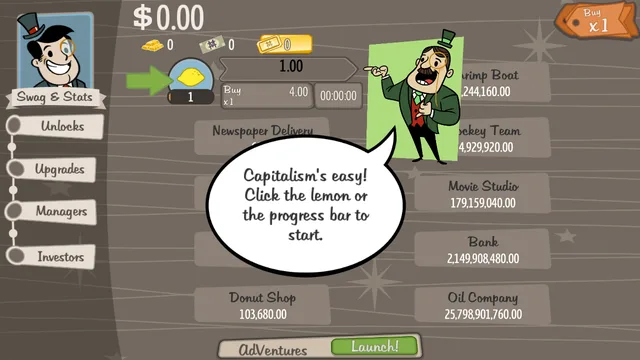 $0.00
0
0
0
Buy
x1
Swag & Stats
Unlocks
Upgrades
Managers
Investors
1.00
1
Buy
x1
4.00
00:00:00
Newspaper Delivery
Capitalism's easy!
Click the lemon or
the progress bar to
start.
Donut Shop
103,680.00
Boat
244,160.00
Team
929,920.00
Movie Studio
179,159,040.00
Bank
2,149,908,480.00
Oil Company
25,798,901,760.00
AdVentures
Launch!